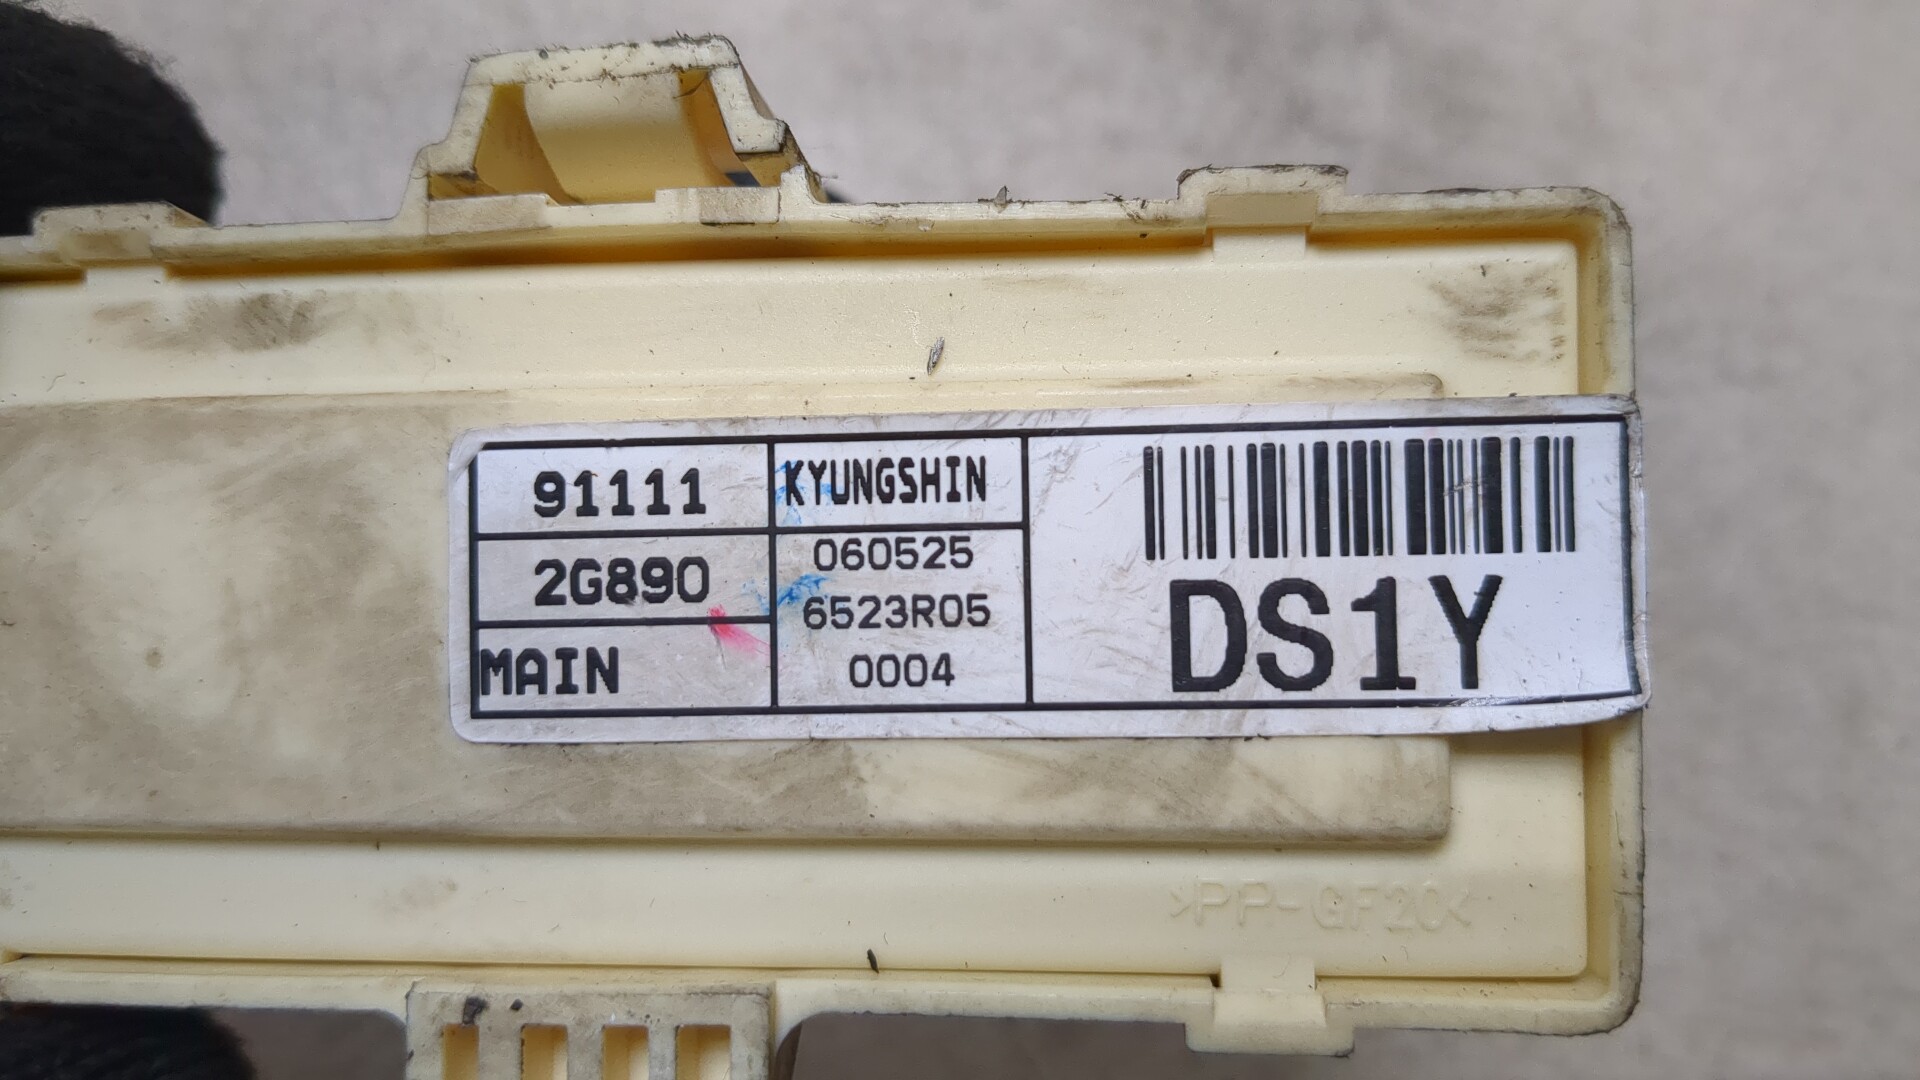 91111
2G890
MAIN
KYUNGSHIN
060525
6523R05
0004
DS1Y
>PP-GF20<